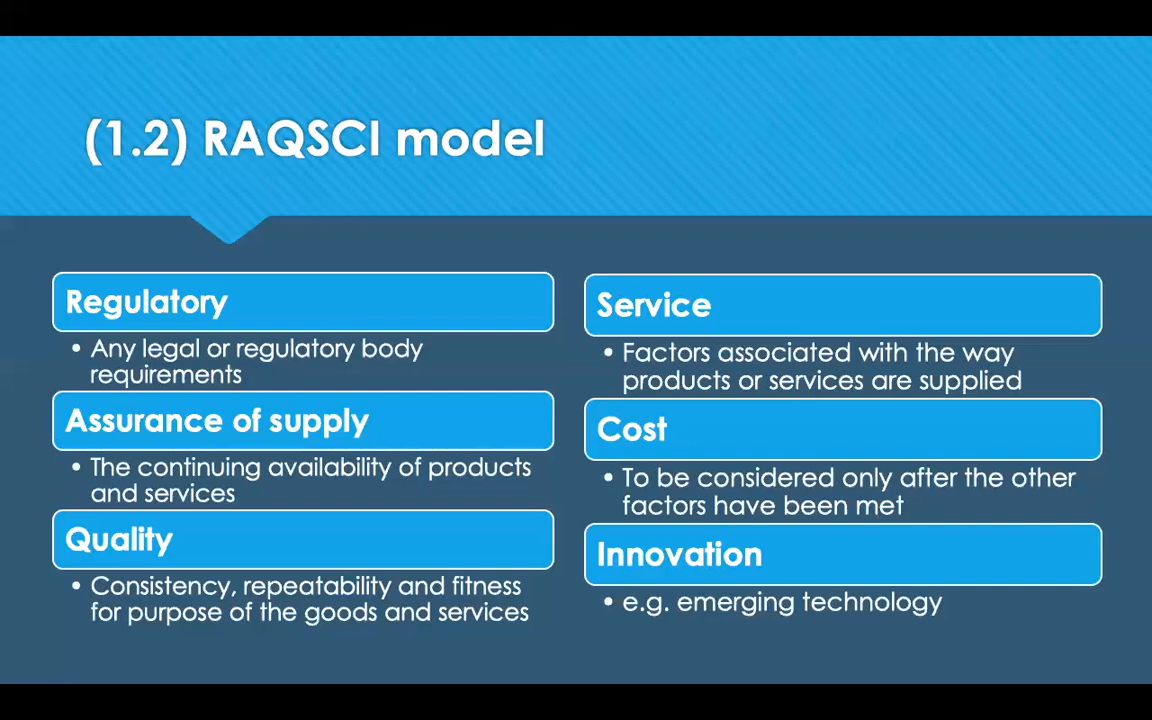 (1.2) RAQSCI model
Regulatory
• Any legal or regulatory body
requirements
Assurance of supply
• The continuing availability of products
and services
Quality
• Consistency, repeatability and fitness
for purpose of the goods and services
Service
• Factors associated with the way
products or services are supplied
Cost
• To be considered only after the other
factors have been met
Innovation
• e.g. emerging technology